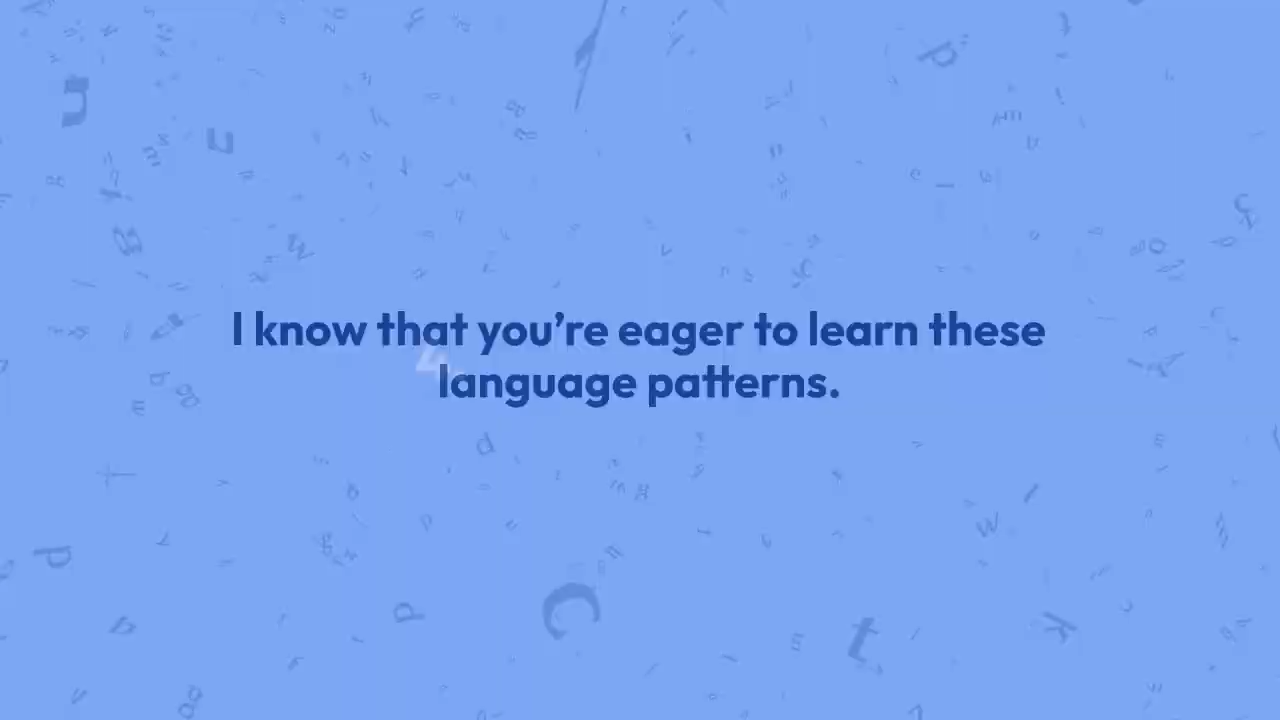 I know that you’re eager to learn these
language patterns.